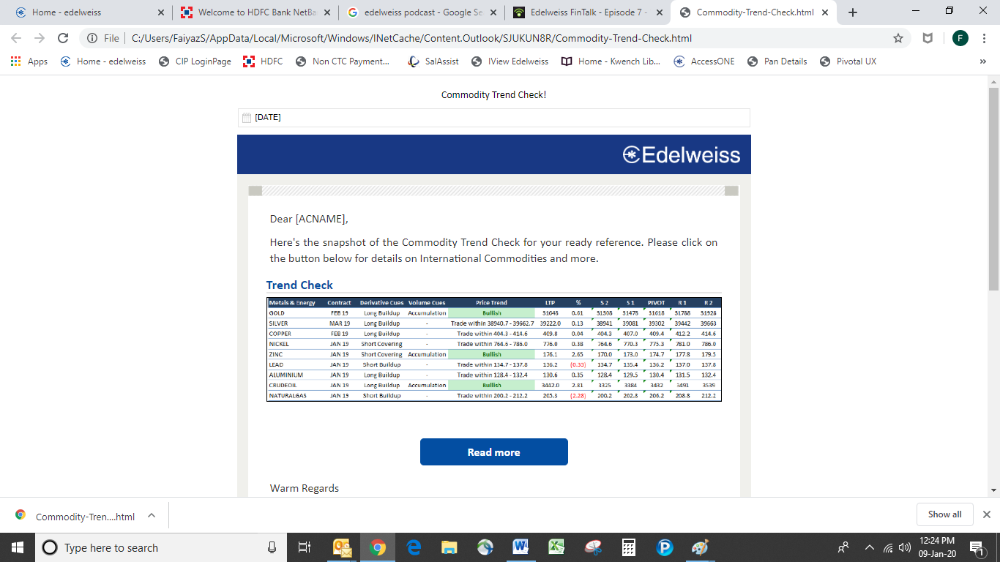 Home - edelweiss
Welcome to HDFC Bank NetBa
edelweiss podcast - Google Se
Edelweiss FinTalk - Episode 7 -
Commodity-Trend-Check.html
File | C:/Users/FaiyazS/AppData/Local/Microsoft/Windows/INetCache/Content.Outlook/SJUKUN8R/Commodity-Trend-Check.html
F
Apps
Home - edelweiss
CIP LoginPage
HDFC
Non CTC Payment...
SalAssist
IView Edelweiss
Home - Kwench Lib...
AccessONE
Pan Details
Pivotal UX
»
Commodity Trend Check!
[DATE]
Edelweiss
Dear [ACNAME],
Here's the snapshot of the Commodity Trend Check for your ready reference. Please click on
the button below for details on International Commodities and more.
Trend Check
Metals & Energy Contract Derivative Cues Volume Cues Price Trend LTP % S 2 S 1 PIVOT R 1 R 2
GOLD FEB 19 Long Buildup Accumulation Bullish 31648 0.61 31308 31478 31618 31788 31928
SILVER MAR 19 Long Buildup - Trade within 38940.7 - 39662.7 39222.0 0.13 38941 39081 39302 39442 39663
COPPER FEB 19 Long Buildup - Trade within 404.3 - 414.6 409.8 0.04 404.3 407.0 409.4 412.2 414.6
NICKEL JAN 19 Short Covering - Trade within 764.6 - 786.0 776.0 0.38 764.6 770.3 775.3 781.0 786.0
ZINC JAN 19 Short Covering Accumulation Bullish 176.1 2.65 170.0 173.0 174.7 177.8 179.5
LEAD JAN 19 Short Buildup - Trade within 134.7 - 137.8 136.2 (0.33) 134.7 135.4 136.2 137.0 137.8
ALUMINIUM JAN 19 Long Buildup - Trade within 128.4 - 132.4 130.6 0.35 128.4 129.5 130.4 131.5 132.4
CRUDEOIL JAN 19 Long Buildup Accumulation Bullish 3442.0 2.81 3325 3384 3432 3491 3539
NATURALGAS JAN 19 Short Buildup - Trade within 200.2 - 212.2 205.3 (2.28) 200.2 202.8 206.2 208.8 212.2
Read more
Warm Regards
Commodity-Tren....html
Show all
Type here to search
12:24 PM
09-Jan-20
1